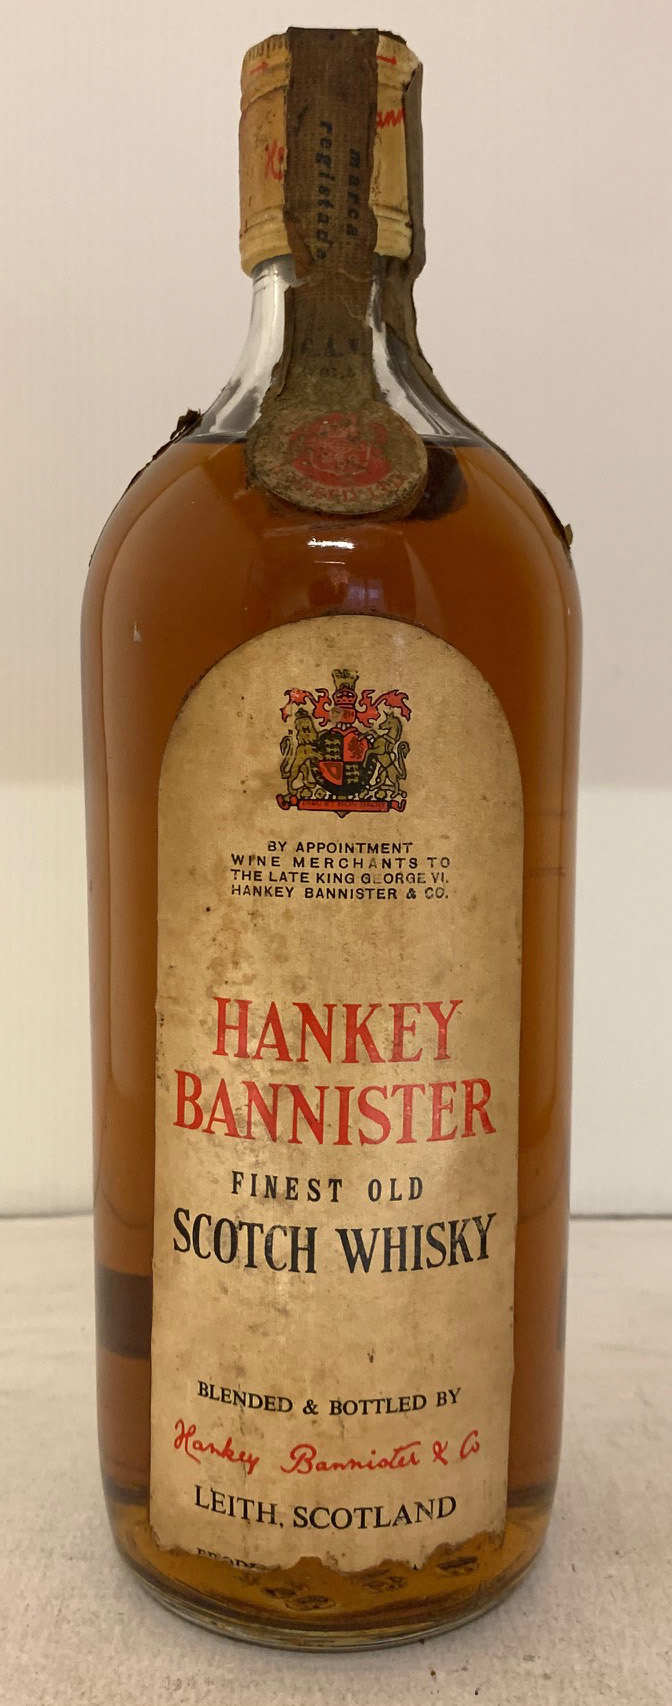 marca
registada
BY APPOINTMENT
WINE MERCHANTS TO
THE LATE KING GEORGE VI.
HANKEY BANNISTER & CO.
HANKEY
BANNISTER
FINEST OLD
SCOTCH WHISKY
BLENDED & BOTTLED BY
Hankey Bannister & Co
LEITH, SCOTLAND